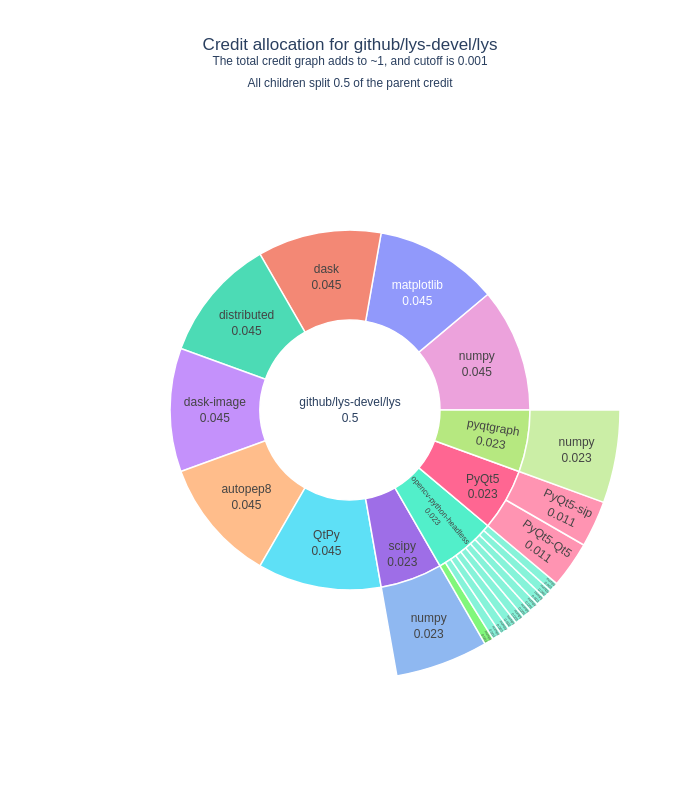 Credit allocation for github/lys-devel/lys
The total credit graph adds to ~1, and cutoff is 0.001
All children split 0.5 of the parent credit
dask
0.045
matplotlib
0.045
distributed
0.045
numpy
0.045
dask-image
0.045
github/lys-devel/lys
0.5
pyqtgraph
0.023
numpy
0.023
autopep8
0.045
PyQt5
0.023
PyQt5-sip
0.011
opencv-python-headless
0.023
QtPy
0.045
scipy
0.023
PyQt5-Qt5
0.011
numpy
0.023